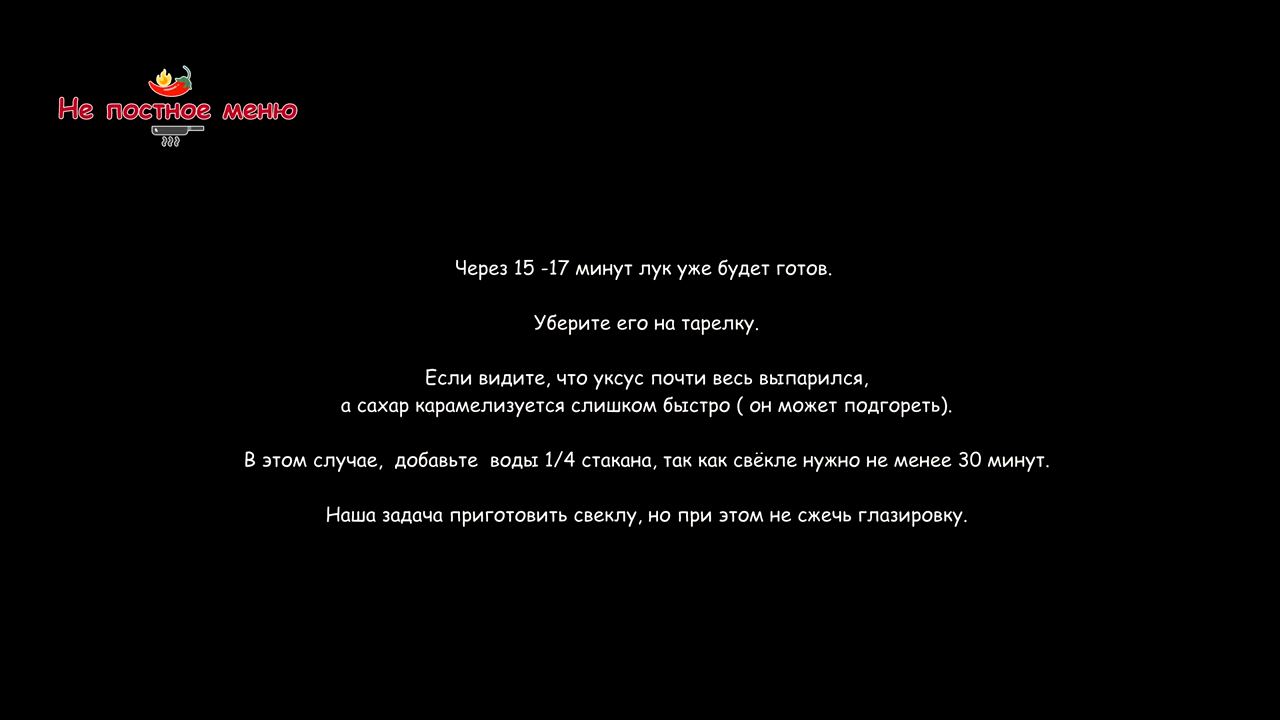 Не постное меню
Через 15 -17 минут лук уже будет готов.
Уберите его на тарелку.
Если видите, что уксус почти весь выпарился,
а сахар карамелизуется слишком быстро ( он может подгореть).
В этом случае,  добавьте  воды 1/4 стакана, так как свёкле нужно не менее 30 минут.
Наша задача приготовить свеклу, но при этом не сжечь глазировку.